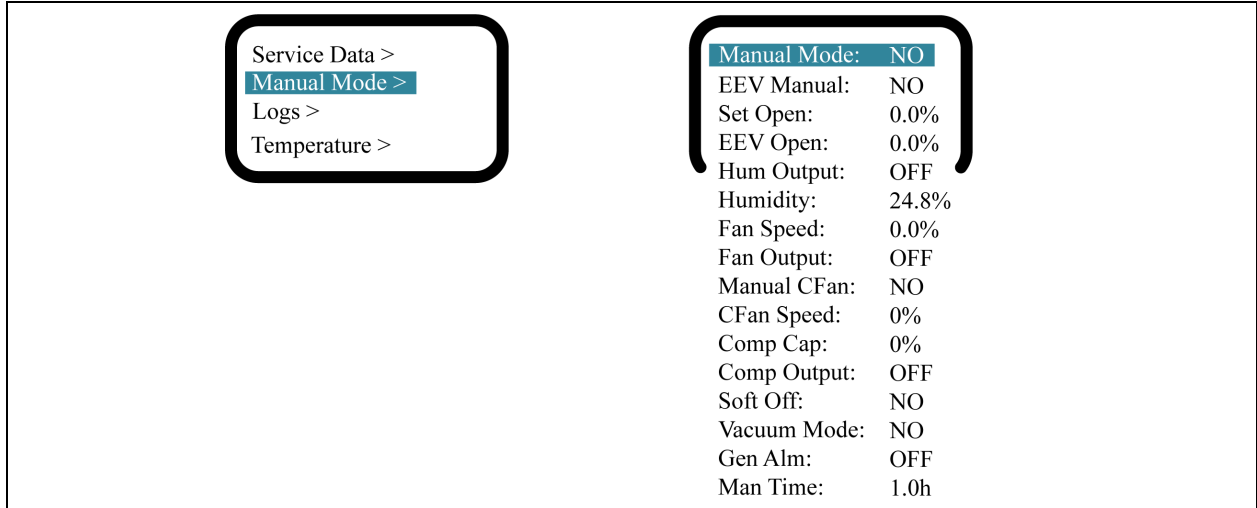 Service Data >
Manual Mode >
Logs >
Temperature >
Manual Mode: NO
EEV Manual: NO
Set Open: 0.0%
EEV Open: 0.0%
Hum Output: OFF
Humidity: 24.8%
Fan Speed: 0.0%
Fan Output: OFF
Manual CFan: NO
CFan Speed: 0%
Comp Cap: 0%
Comp Output: OFF
Soft Off: NO
Vacuum Mode: NO
Gen Alm: OFF
Man Time: 1.0h